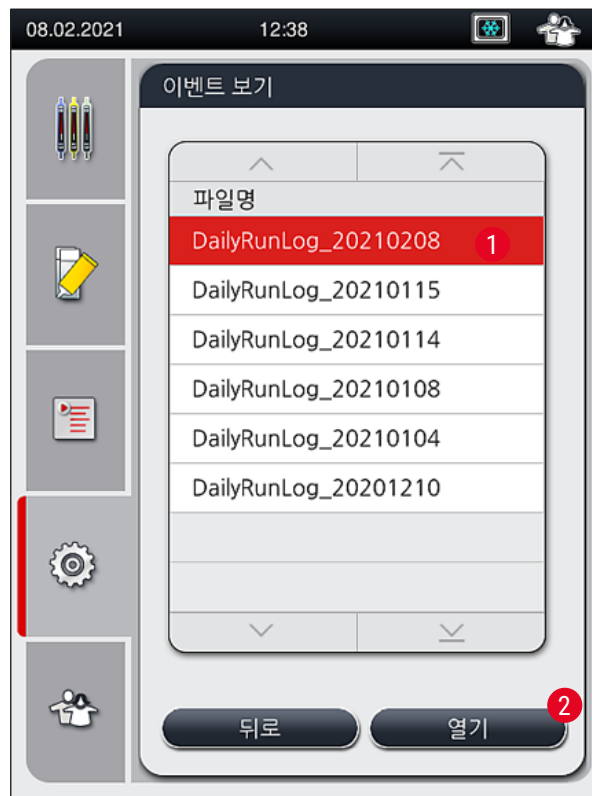 08.02.2021 12:38
이벤트 보기
파일명
DailyRunLog_20210208 1
DailyRunLog_20210115
DailyRunLog_20210114
DailyRunLog_20210108
DailyRunLog_20210104
DailyRunLog_20201210
2
뒤로 열기